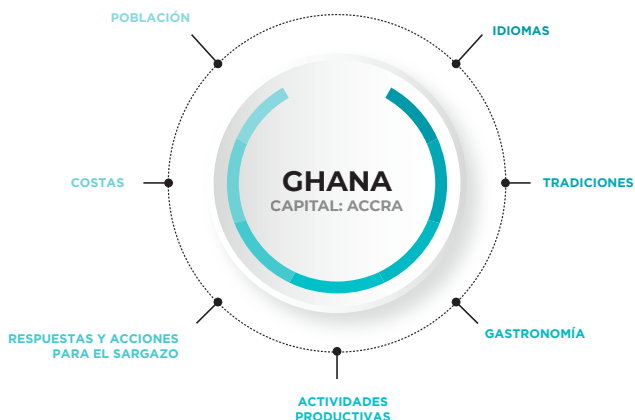 POBLACIÓN
IDIOMAS
COSTAS
GHANA
CAPITAL: ACCRA
TRADICIONES
RESPUESTAS Y ACCIONES
PARA EL SARGAZO
GASTRONOMÍA
ACTIVIDADES
PRODUCTIVAS